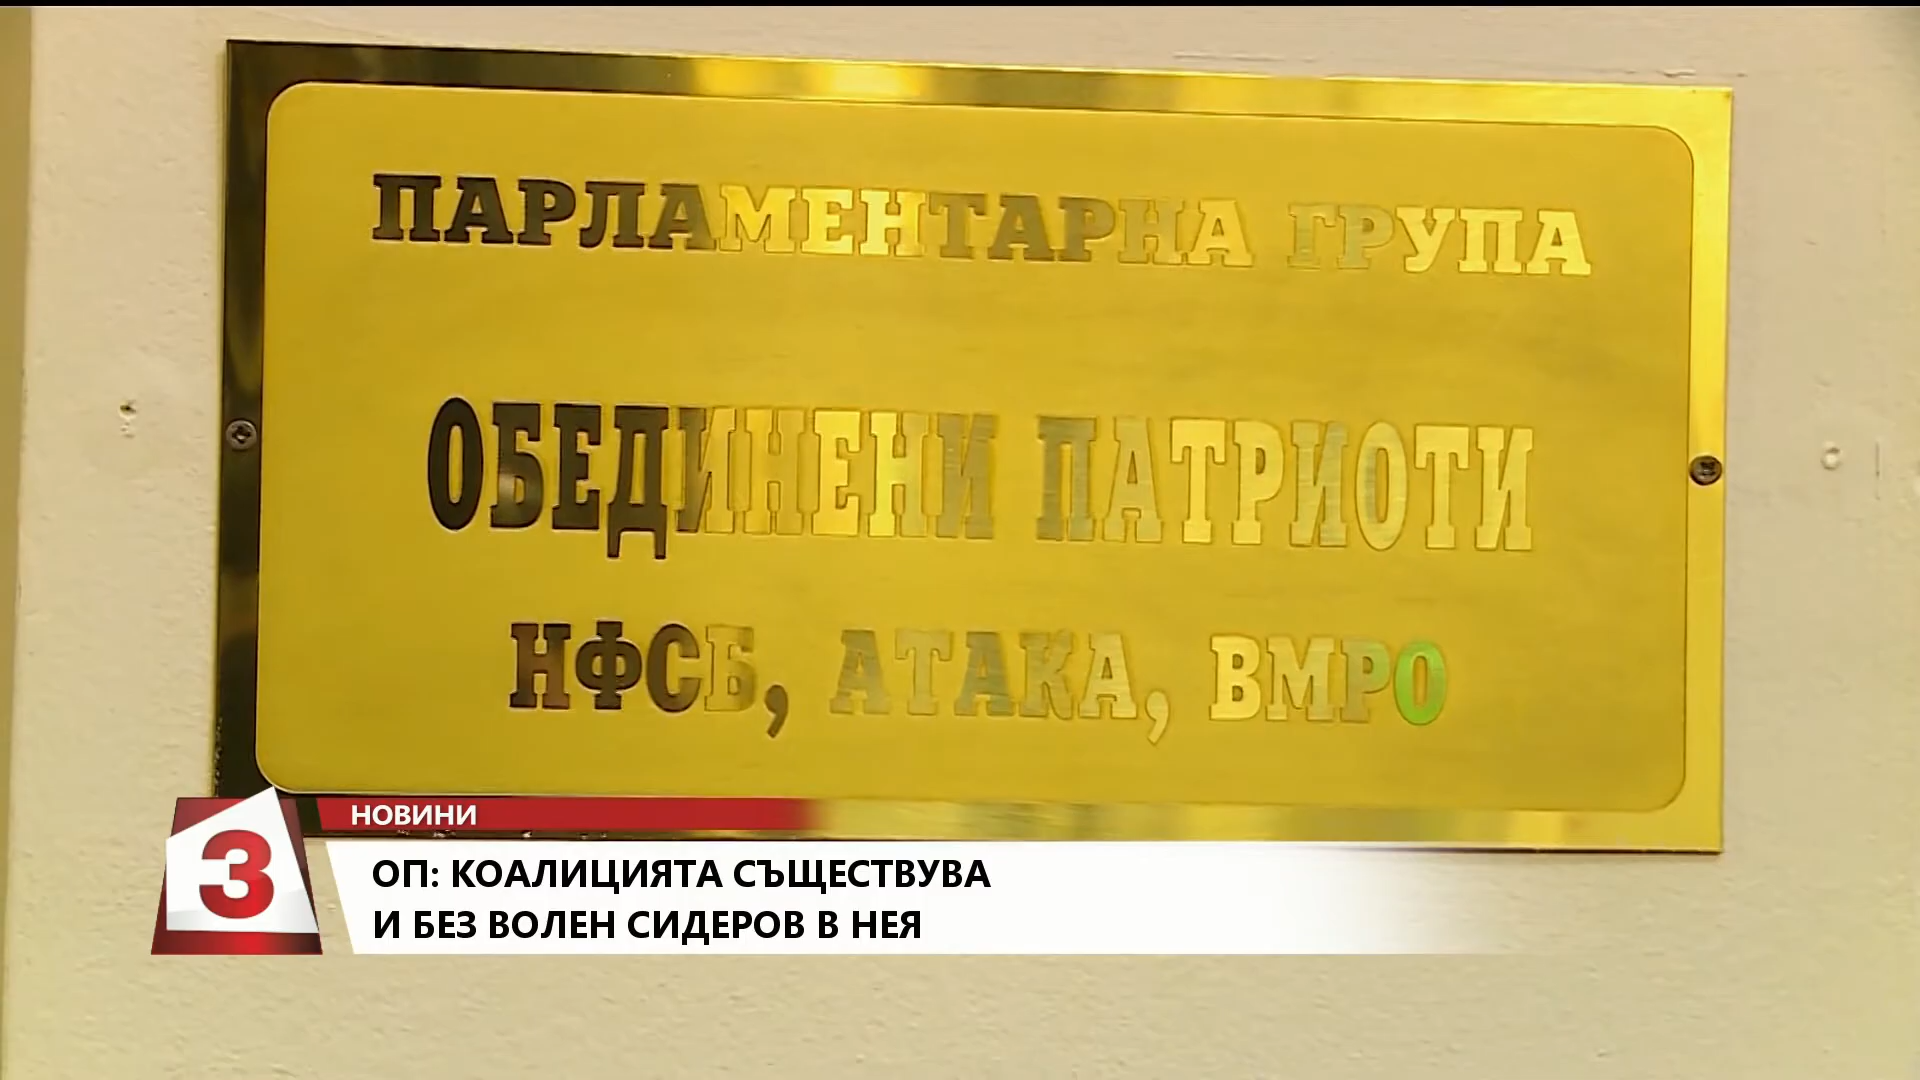 ПАРЛАМЕНТАРНА ГРУПА
ОБЕДИНЕНИ ПАТРИОТИ
НФСБ, АТАКА, ВМРО
3
НОВИНИ
ОП: КОАЛИЦИЯТА СЪЩЕСТВУВА
И БЕЗ ВОЛЕН СИДЕРОВ В НЕЯ